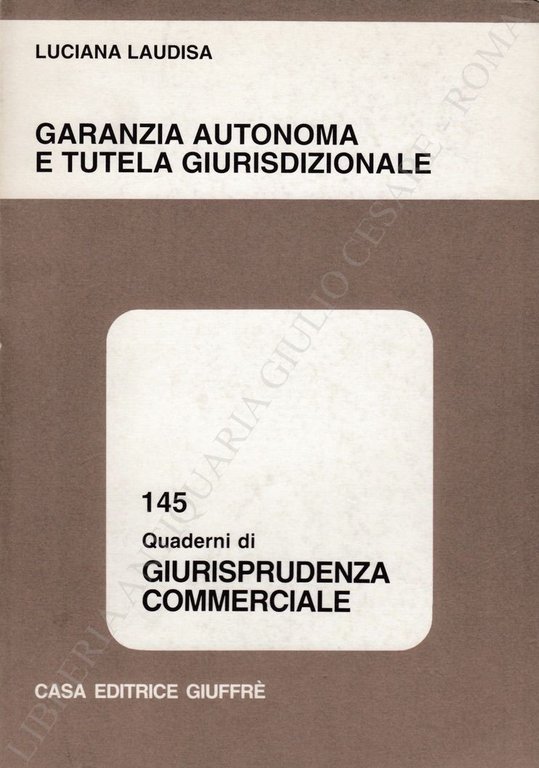 LUCIANA LAUDISA
GARANZIA AUTONOMA
E TUTELA GIURISDIZIONALE
145
Quaderni di
GIURISPRUDENZA
COMMERCIALE
CASA EDITRICE GIUFFRÈ
LIBRERIA ANTIQUARIA GIULIO CESARE - ROMA